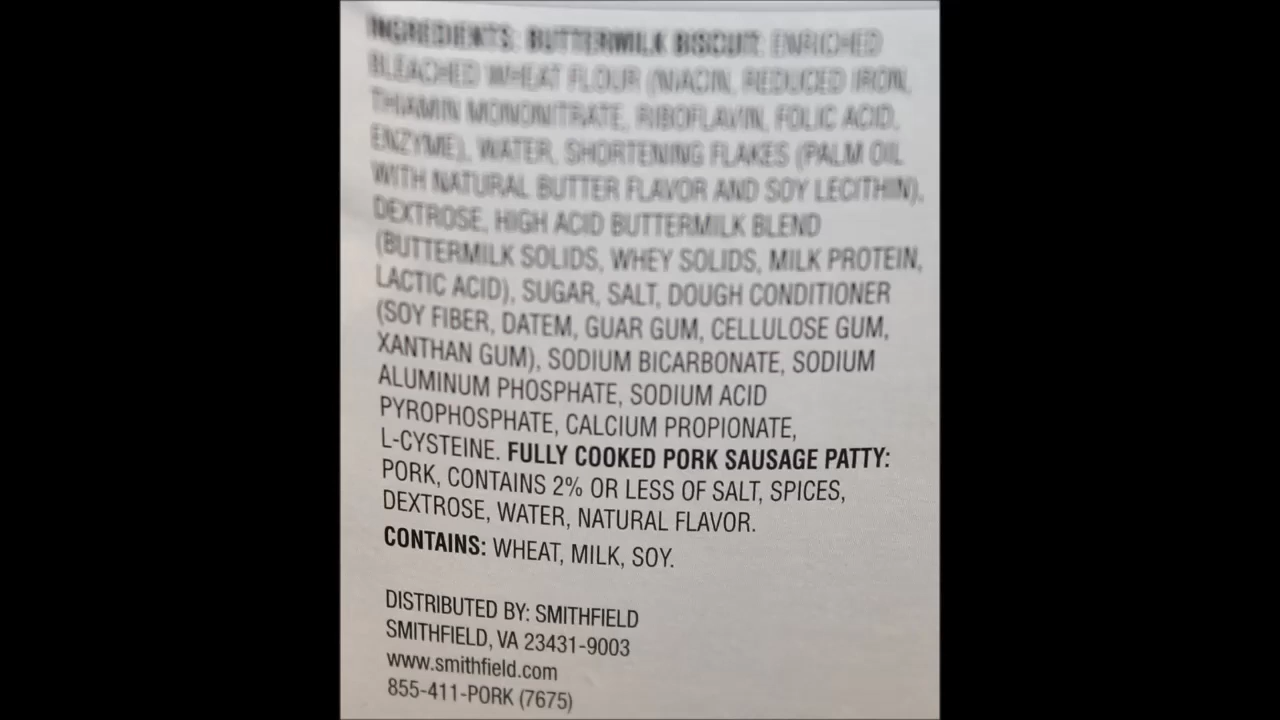 INGREDIENTS: BUTTERMILK BISCUIT: ENRICHED
BLEACHED WHEAT FLOUR (NIACIN, REDUCED IRON,
THIAMIN MONONITRATE, RIBOFLAVIN, FOLIC ACID,
ENZYME), WATER, SHORTENING FLAKES (PALM OIL
WITH NATURAL BUTTER FLAVOR AND SOY LECITHIN),
DEXTROSE, HIGH ACID BUTTERMILK BLEND
(BUTTERMILK SOLIDS, WHEY SOLIDS, MILK PROTEIN,
LACTIC ACID), SUGAR, SALT, DOUGH CONDITIONER
(SOY FIBER, DATEM, GUAR GUM, CELLULOSE GUM,
XANTHAN GUM), SODIUM BICARBONATE, SODIUM
ALUMINUM PHOSPHATE, SODIUM ACID
PYROPHOSPHATE, CALCIUM PROPIONATE,
L-CYSTEINE. FULLY COOKED PORK SAUSAGE PATTY:
PORK, CONTAINS 2% OR LESS OF SALT, SPICES,
DEXTROSE, WATER, NATURAL FLAVOR.
CONTAINS: WHEAT, MILK, SOY.
DISTRIBUTED BY: SMITHFIELD
SMITHFIELD, VA 23431-9003
www.smithfield.com
855-411-PORK (7675)